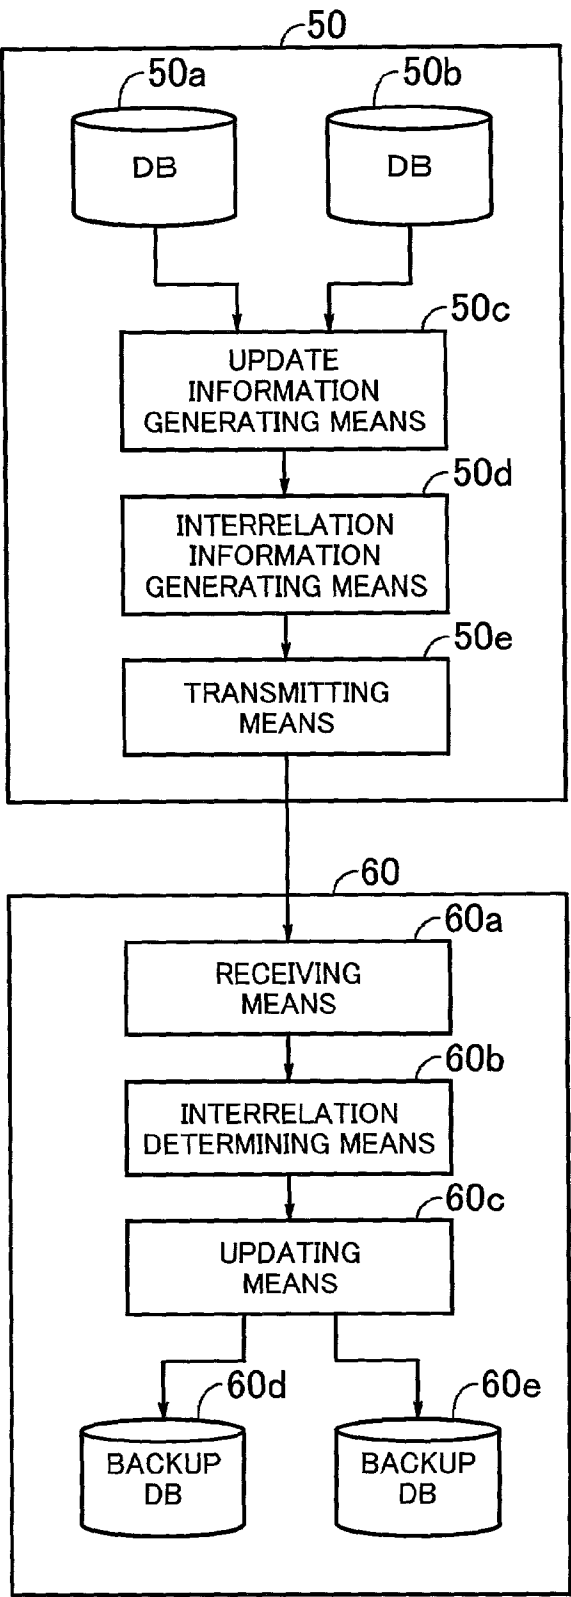 50
50a
50b
DB
DB
50c
UPDATE
INFORMATION
GENERATING MEANS
50d
INTERRELATION
INFORMATION
GENERATING MEANS
50e
TRANSMITTING
MEANS
60
60a
RECEIVING
MEANS
60b
INTERRELATION
DETERMINING MEANS
60c
UPDATING
MEANS
60d
60e
BACKUP
DB
BACKUP
DB